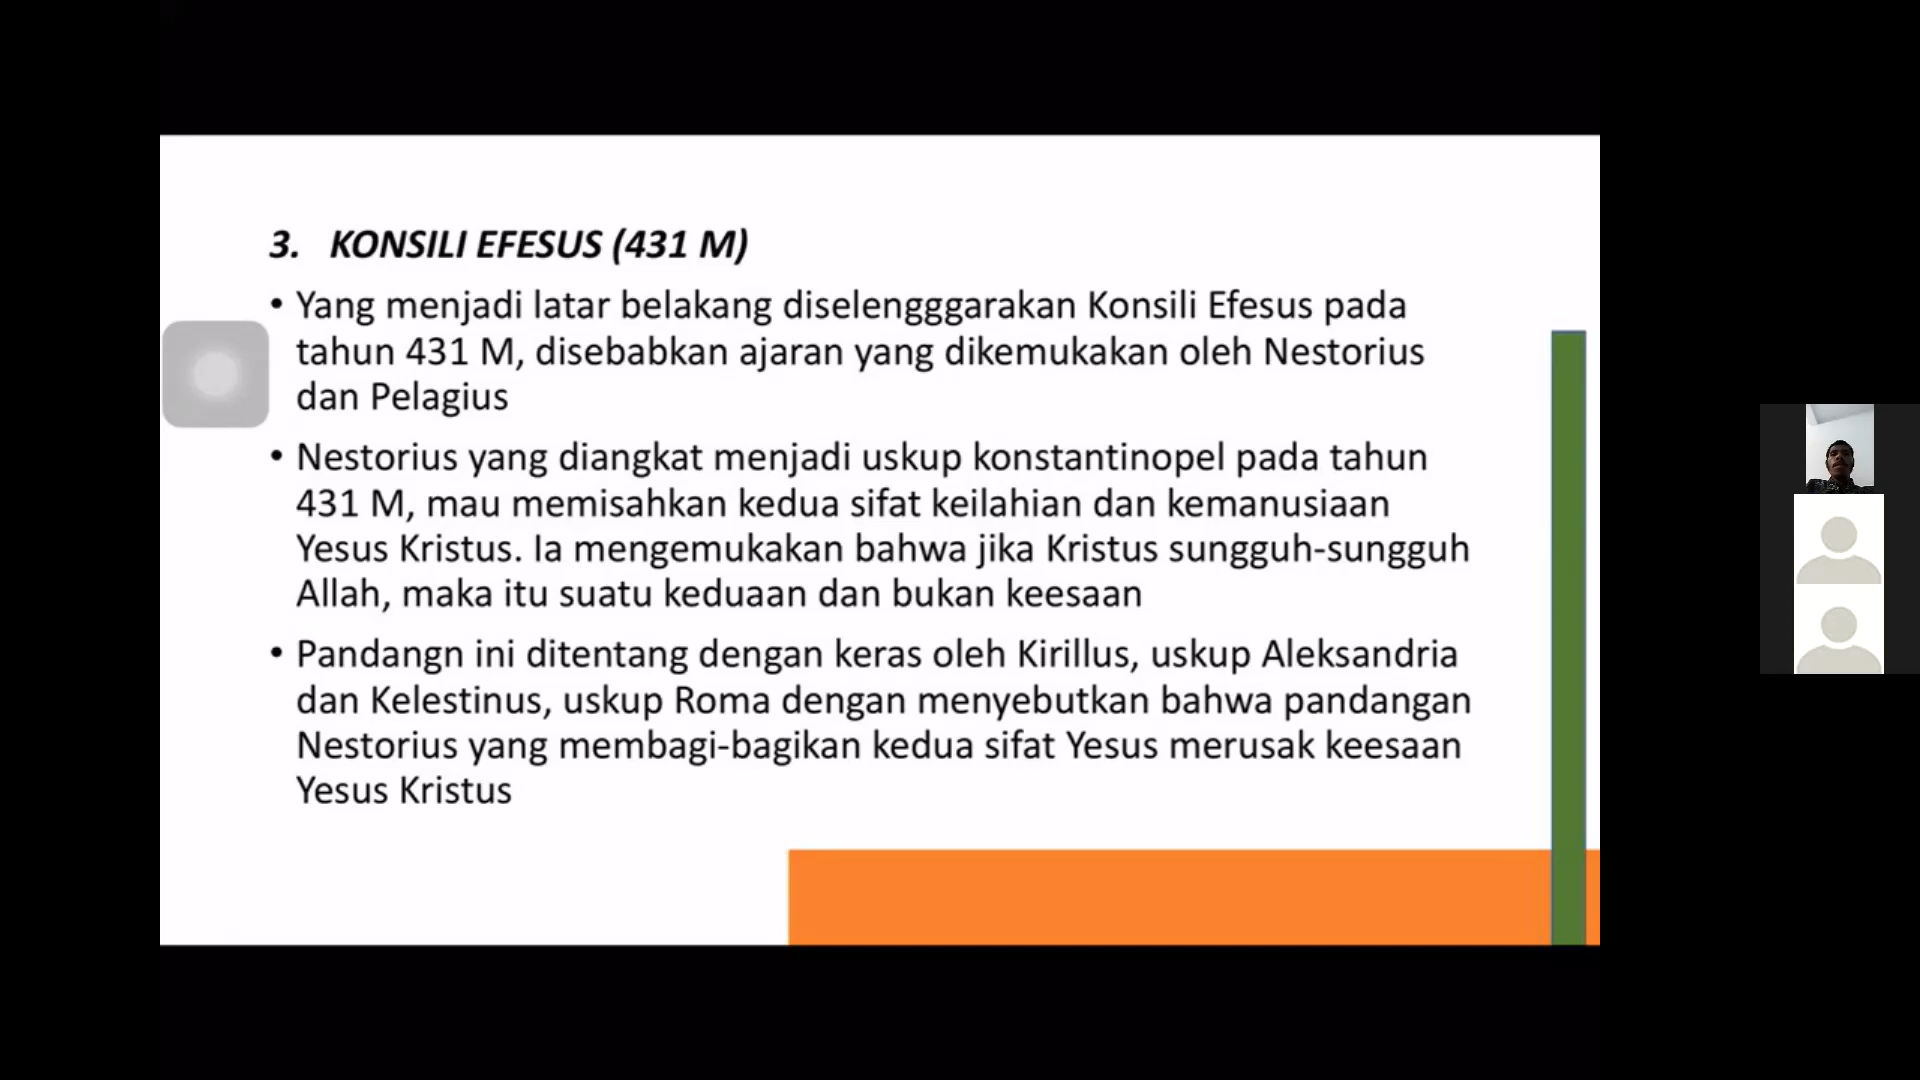 3. KONSILI EFESUS (431 M)
• Yang menjadi latar belakang diselengggarakan Konsili Efesus pada
tahun 431 M, disebabkan ajaran yang dikemukakan oleh Nestorius
dan Pelagius
• Nestorius yang diangkat menjadi uskup konstantinopel pada tahun
431 M, mau memisahkan kedua sifat keilahian dan kemanusiaan
Yesus Kristus. Ia mengemukakan bahwa jika Kristus sungguh-sungguh
Allah, maka itu suatu keduaan dan bukan keesaan
• Pandangn ini ditentang dengan keras oleh Kirillus, uskup Aleksandria
dan Kelestinus, uskup Roma dengan menyebutkan bahwa pandangan
Nestorius yang membagi-bagikan kedua sifat Yesus merusak keesaan
Yesus Kristus